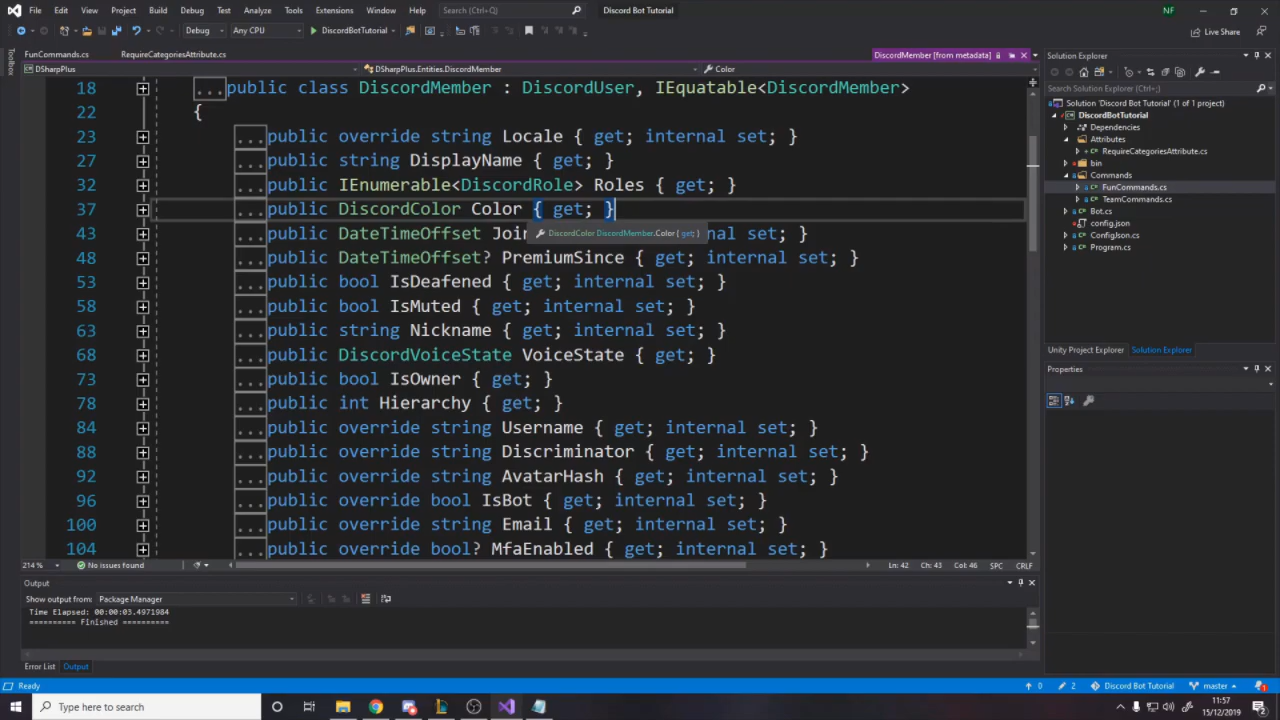 File Edit View Project Build Debug Test Analyze Tools Extensions Window Help Search (Ctrl+Q) Discord Bot Tutorial NF
Debug Any CPU DiscordBotTutorial Live Share
FunCommands.cs RequireCategoriesAttribute.cs DiscordMember [from metadata]
DSharpPlus DSharpPlus.Entities.DiscordMember Color
Toolbox
18 ...public class DiscordMember : DiscordUser, IEquatable<DiscordMember>
22 {
23 ...public override string Locale { get; internal set; }
27 ...public string DisplayName { get; }
32 ...public IEnumerable<DiscordRole> Roles { get; }
37 ...public DiscordColor Color { get; }
43 ...public DateTimeOffset Join
DiscordColor DiscordMember.Color { get; }
nal set; }
48 ...public DateTimeOffset? PremiumSince { get; internal set; }
53 ...public bool IsDeafened { get; internal set; }
58 ...public bool IsMuted { get; internal set; }
63 ...public string Nickname { get; internal set; }
68 ...public DiscordVoiceState VoiceState { get; }
73 ...public bool IsOwner { get; }
78 ...public int Hierarchy { get; }
84 ...public override string Username { get; internal set; }
88 ...public override string Discriminator { get; internal set; }
92 ...public override string AvatarHash { get; internal set; }
96 ...public override bool IsBot { get; internal set; }
100 ...public override string Email { get; internal set; }
104 ...public override bool? MfaEnabled { get; internal set; }
214 % No issues found Ln: 42 Ch: 43 Col: 46 SPC CRLF
Output
Show output from: Package Manager
Time Elapsed: 00:00:03.4971984
========== Finished ==========
Error List Output
Solution Explorer
Search Solution Explorer (Ctrl+;)
Solution 'Discord Bot Tutorial' (1 of 1 project)
DiscordBotTutorial
Dependencies
Attributes
RequireCategoriesAttribute.cs
bin
Commands
FunCommands.cs
TeamCommands.cs
Bot.cs
config.json
ConfigJson.cs
Program.cs
Unity Project Explorer Solution Explorer
Properties
Ready 0 2 Discord Bot Tutorial master 1
Type here to search
11:57
15/12/2019
2